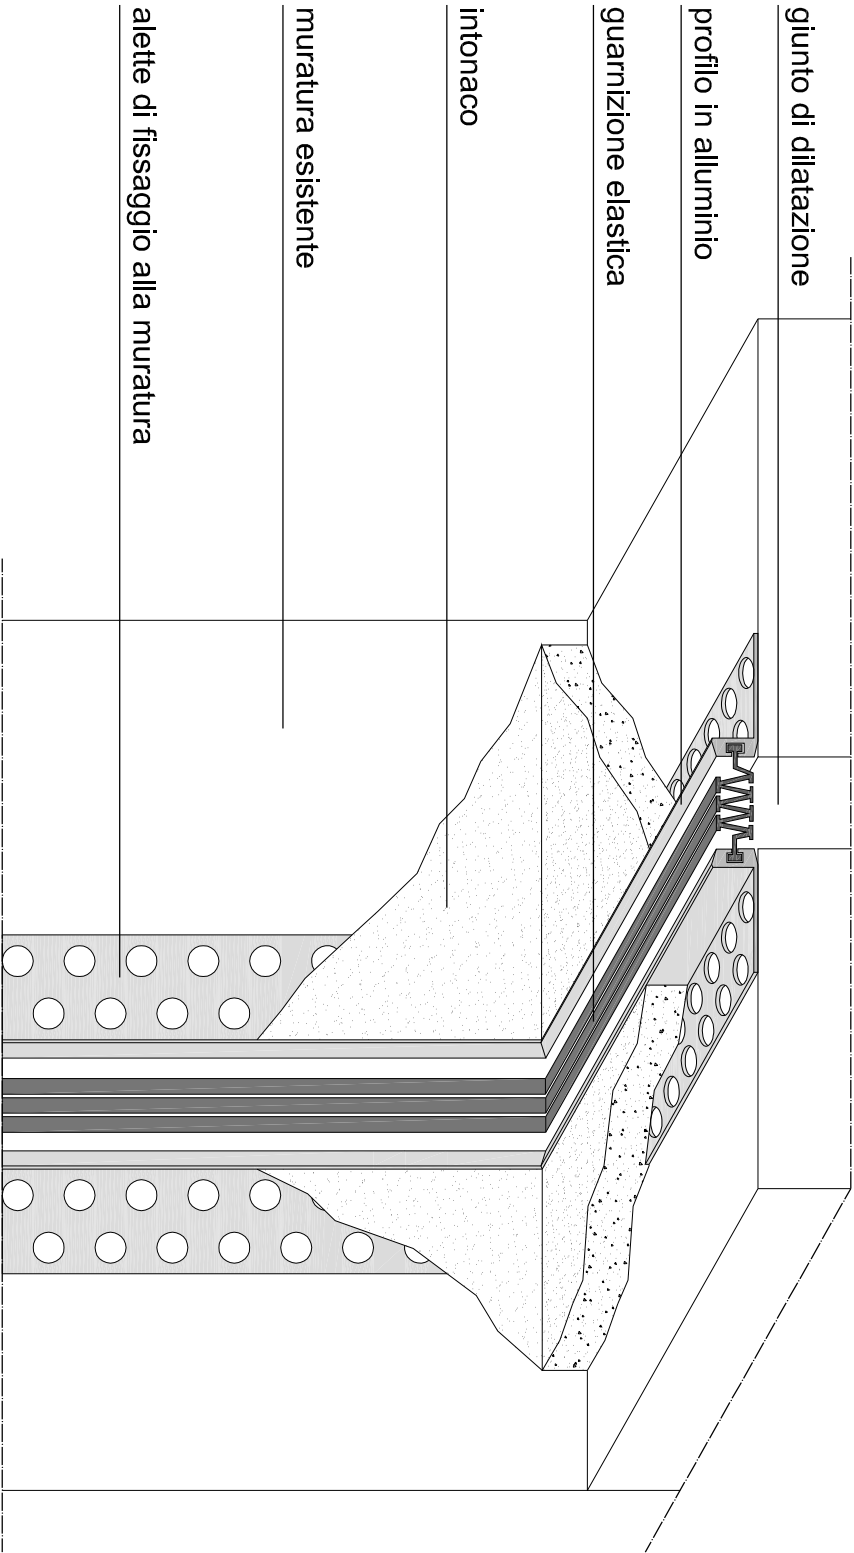 giunto di dilatazione
profilo in alluminio
guarnizione elastica
intonaco
muratura esistente
alette di fissaggio alla muratura